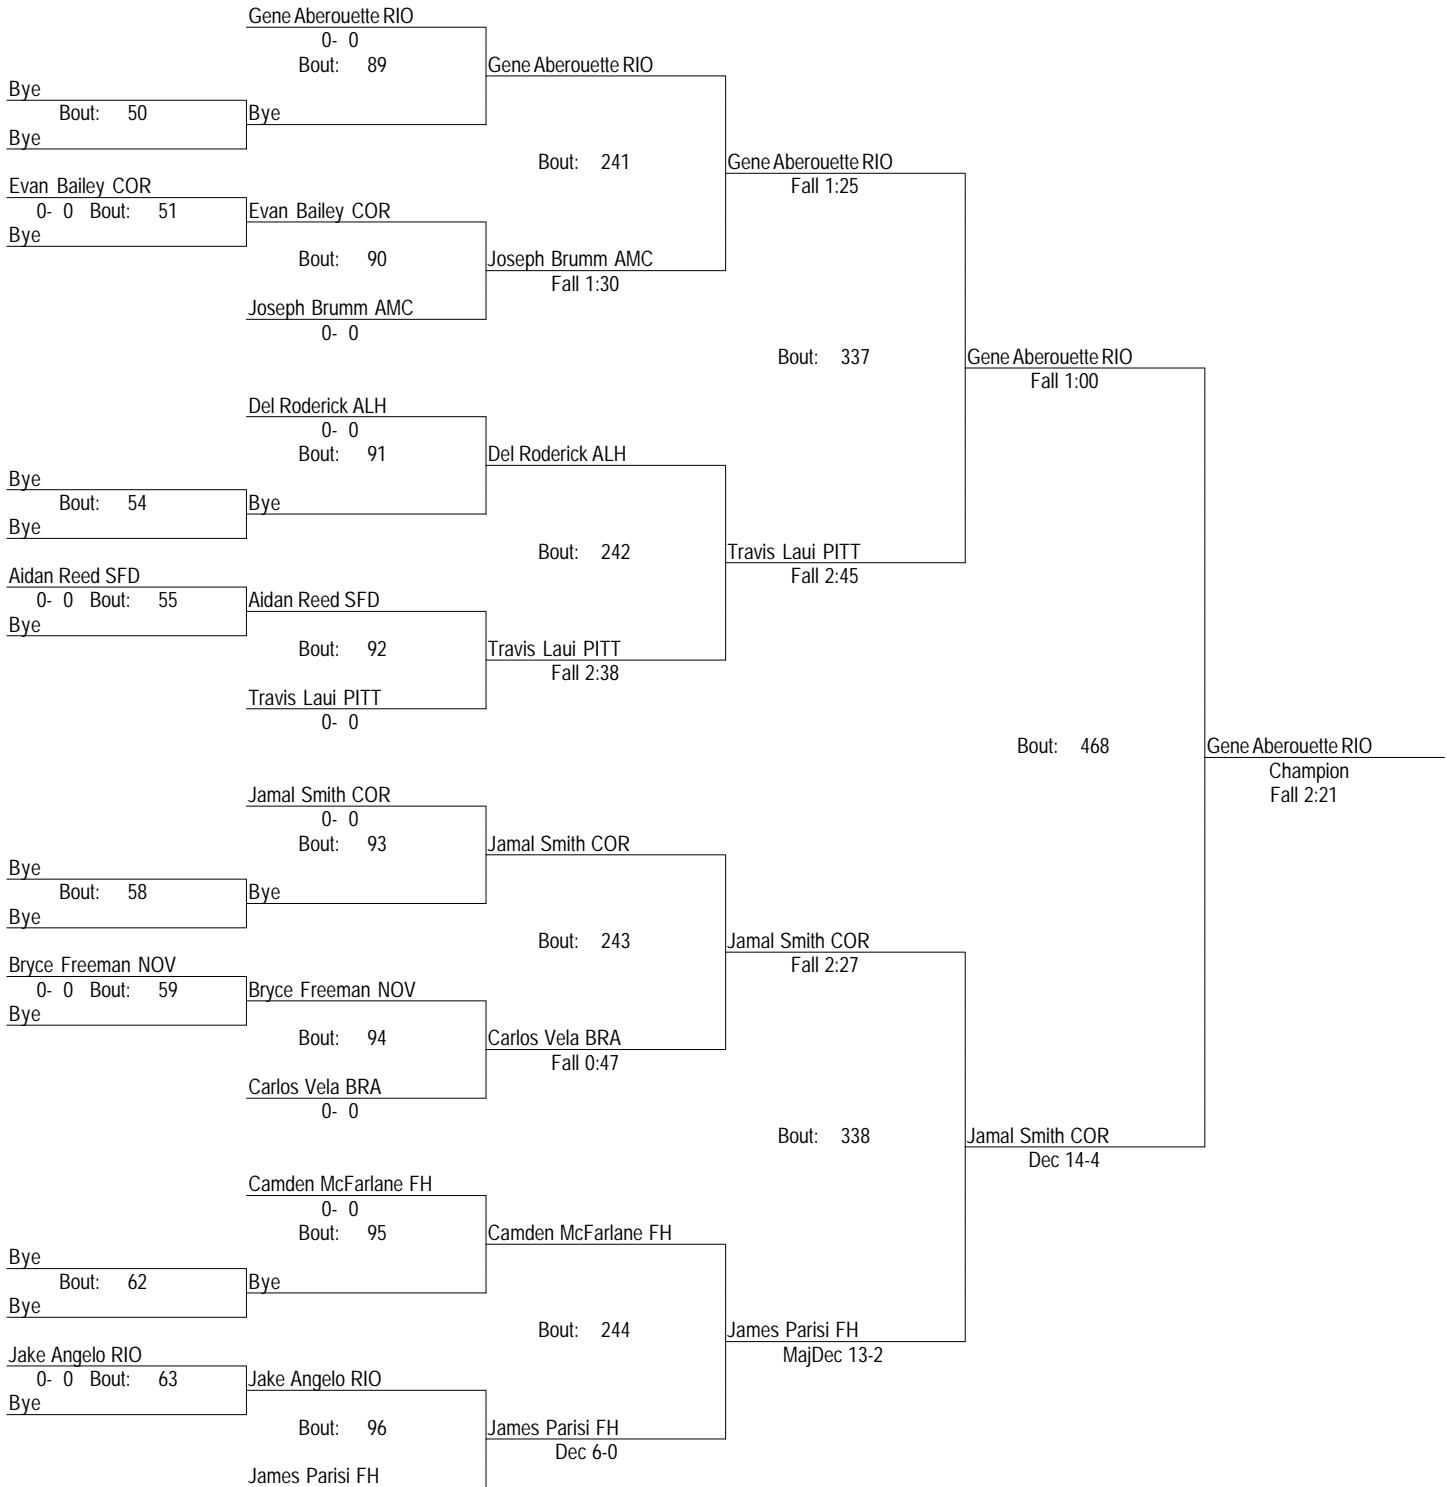 Gene Aberouette RIO
0- 0
Bout: 89
Gene Aberouette RIO
Bye
Bout: 50
Bye
Bye
Bout: 241
Gene Aberouette RIO
Fall 1:25
Evan Bailey COR
0- 0 Bout: 51
Evan Bailey COR
Bye
Bout: 90
Joseph Brumm AMC
Fall 1:30
Joseph Brumm AMC
0- 0
Bout: 337
Gene Aberouette RIO
Fall 1:00
Del Roderick ALH
0- 0
Bout: 91
Del Roderick ALH
Bye
Bout: 54
Bye
Bye
Bout: 242
Travis Laui PITT
Fall 2:45
Aidan Reed SFD
0- 0 Bout: 55
Aidan Reed SFD
Bye
Bout: 92
Travis Laui PITT
Fall 2:38
Travis Laui PITT
0- 0
Bout: 468
Gene Aberouette RIO
Champion
Fall 2:21
Jamal Smith COR
0- 0
Bout: 93
Jamal Smith COR
Bye
Bout: 58
Bye
Bye
Bout: 243
Jamal Smith COR
Fall 2:27
Bryce Freeman NOV
0- 0 Bout: 59
Bryce Freeman NOV
Bye
Bout: 94
Carlos Vela BRA
Fall 0:47
Carlos Vela BRA
0- 0
Bout: 338
Jamal Smith COR
Dec 14-4
Camden McFarlane FH
0- 0
Bout: 95
Camden McFarlane FH
Bye
Bout: 62
Bye
Bye
Bout: 244
James Parisi FH
MajDec 13-2
Jake Angelo RIO
0- 0 Bout: 63
Jake Angelo RIO
Bye
Bout: 96
James Parisi FH
Dec 6-0
James Parisi FH